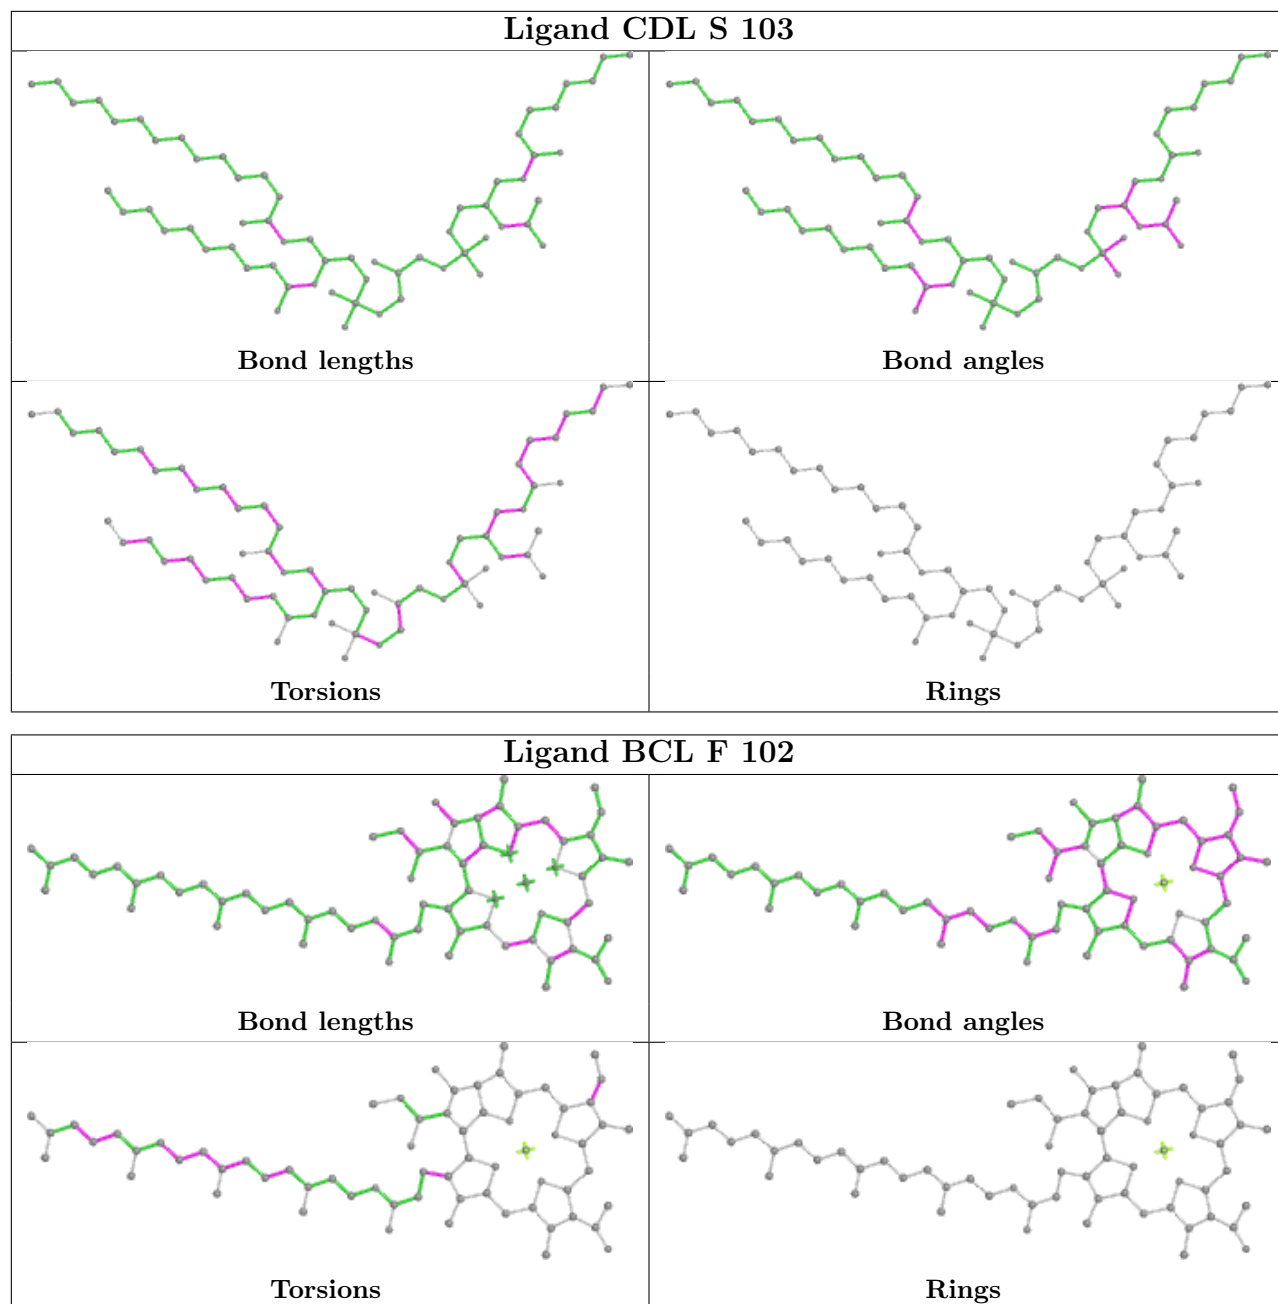 Ligand CDL S 103
Bond lengths
Bond angles
Torsions
Rings
Ligand BCL F 102
Bond lengths
Bond angles
Torsions
Rings